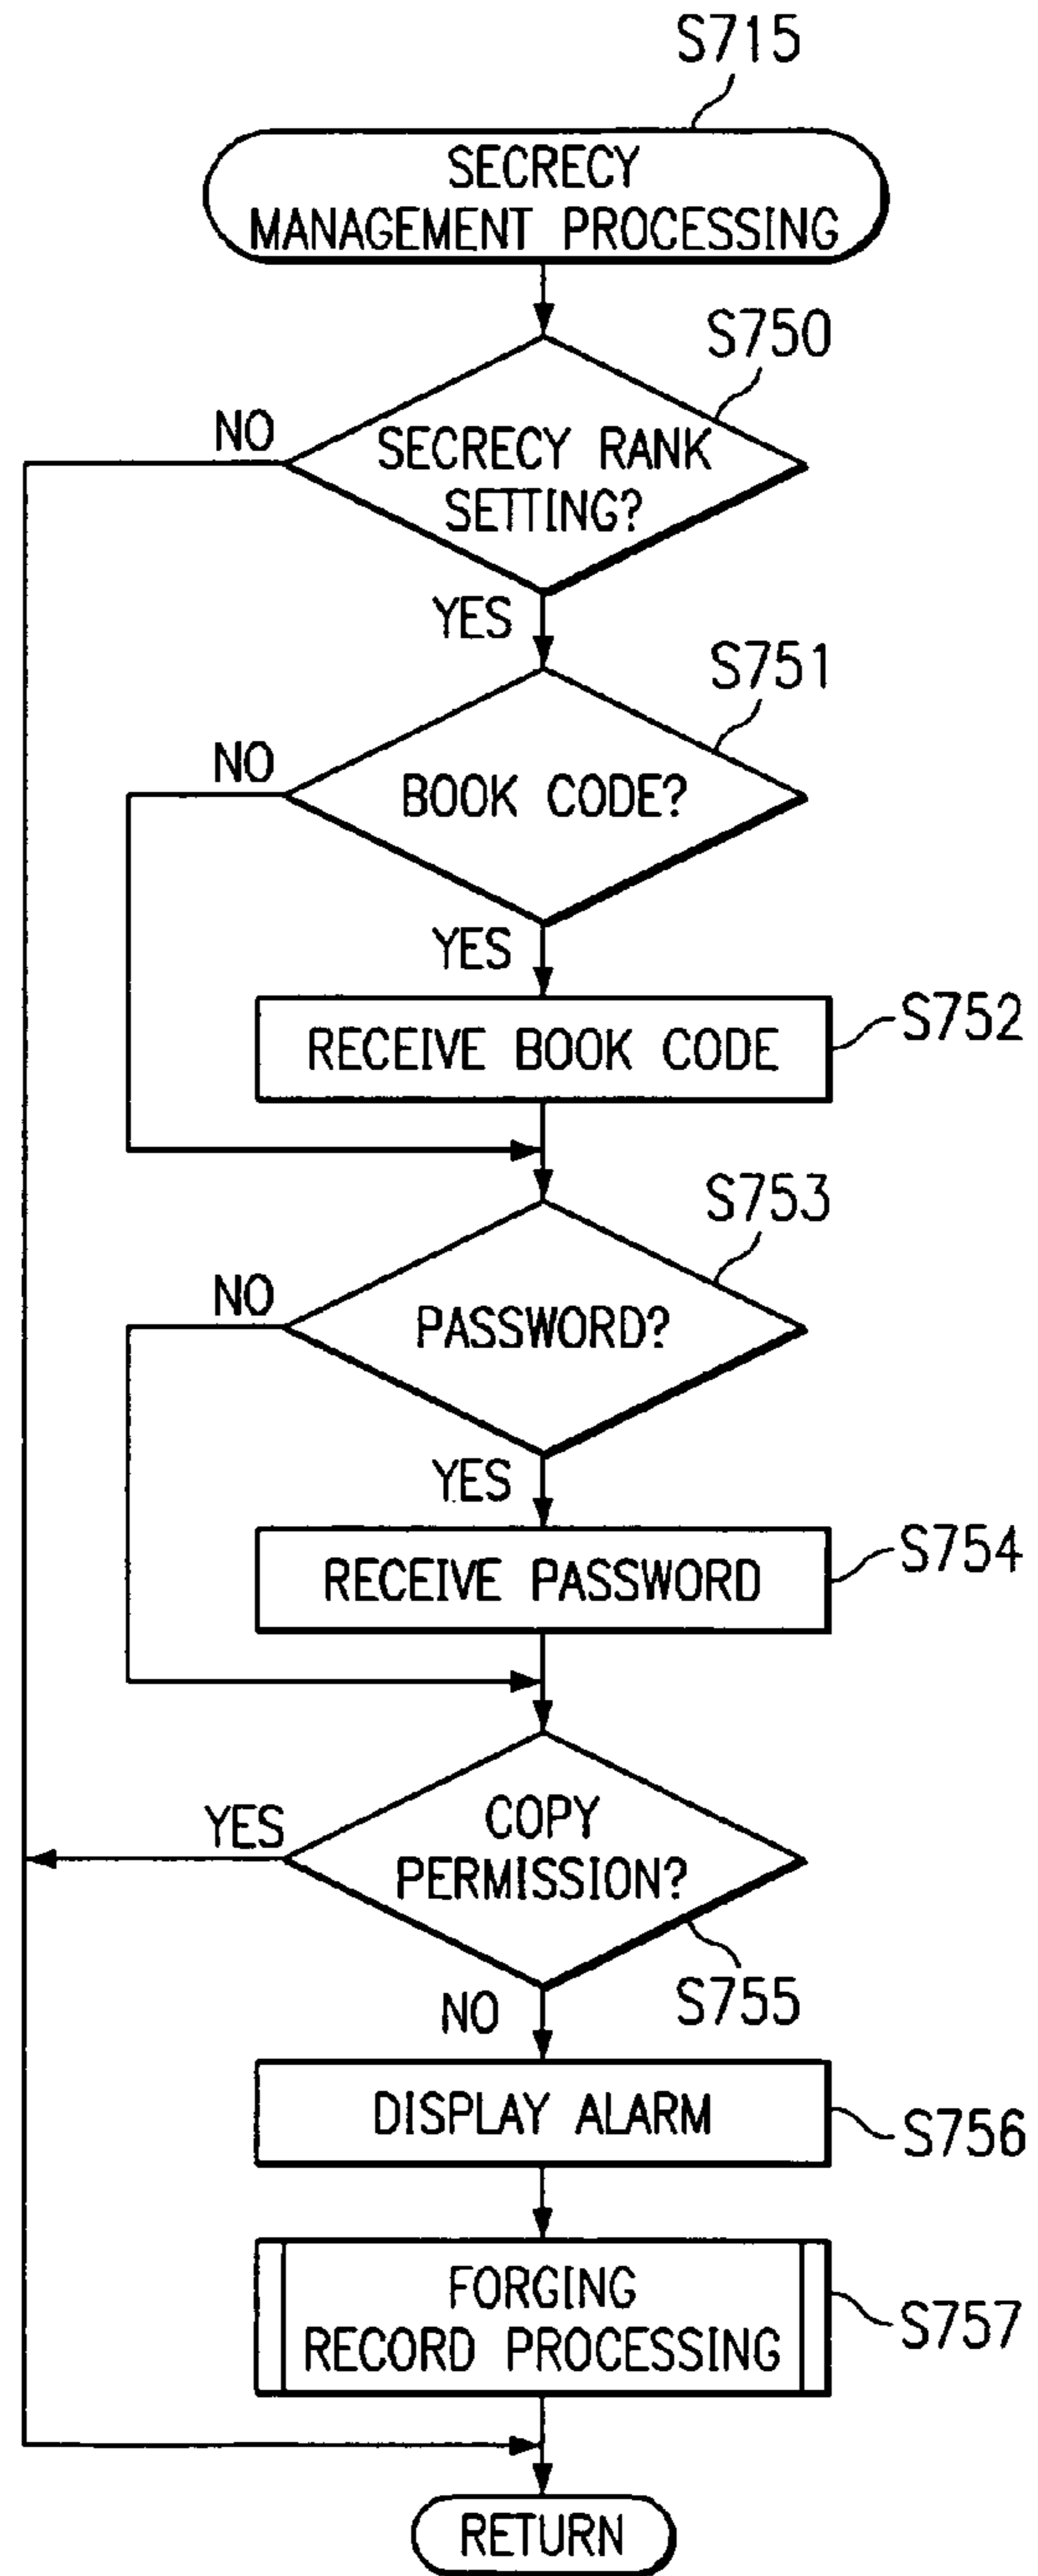 S715
SECRECY
MANAGEMENT PROCESSING
S750
NO
SECRECY RANK
SETTING?
YES
S751
NO
BOOK CODE?
YES
RECEIVE BOOK CODE
S752
S753
NO
PASSWORD?
YES
RECEIVE PASSWORD
S754
YES
COPY
PERMISSION?
S755
NO
DISPLAY ALARM
S756
FORGING
RECORD PROCESSING
S757
RETURN